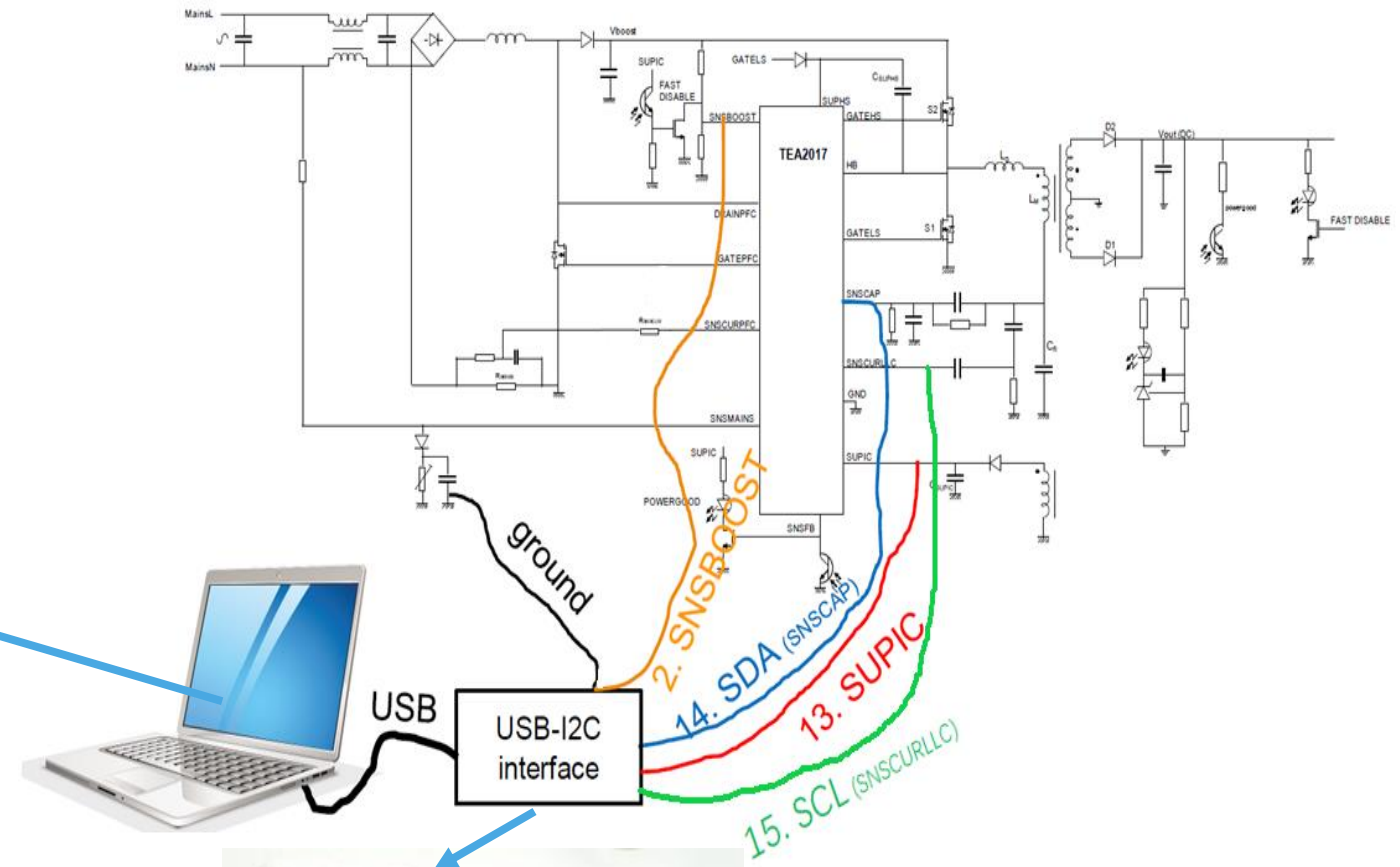 MainsL
MainsN
Vboost
SUPIC
FAST
DISABLE
GATELS
CSUPHS
SUPHS
SNSBOOST
GATEHS
S2
TEA2017
HB
D2
Vout (DC)
powergood
FAST DISABLE
DRAINPFC
GATELS
S1
D1
GATEPFC
SNSCAP
SNSCURPFC
SNSCURLLC
GND
SNSMAINS
SUPIC
SUPIC
POWERGOOD
SNSFB
ground
2. SNSBOOST
14. SDA (SNSCAP)
13. SUPIC
15. SCL (SNSCURLLC)
USB
USB-I2C
interface